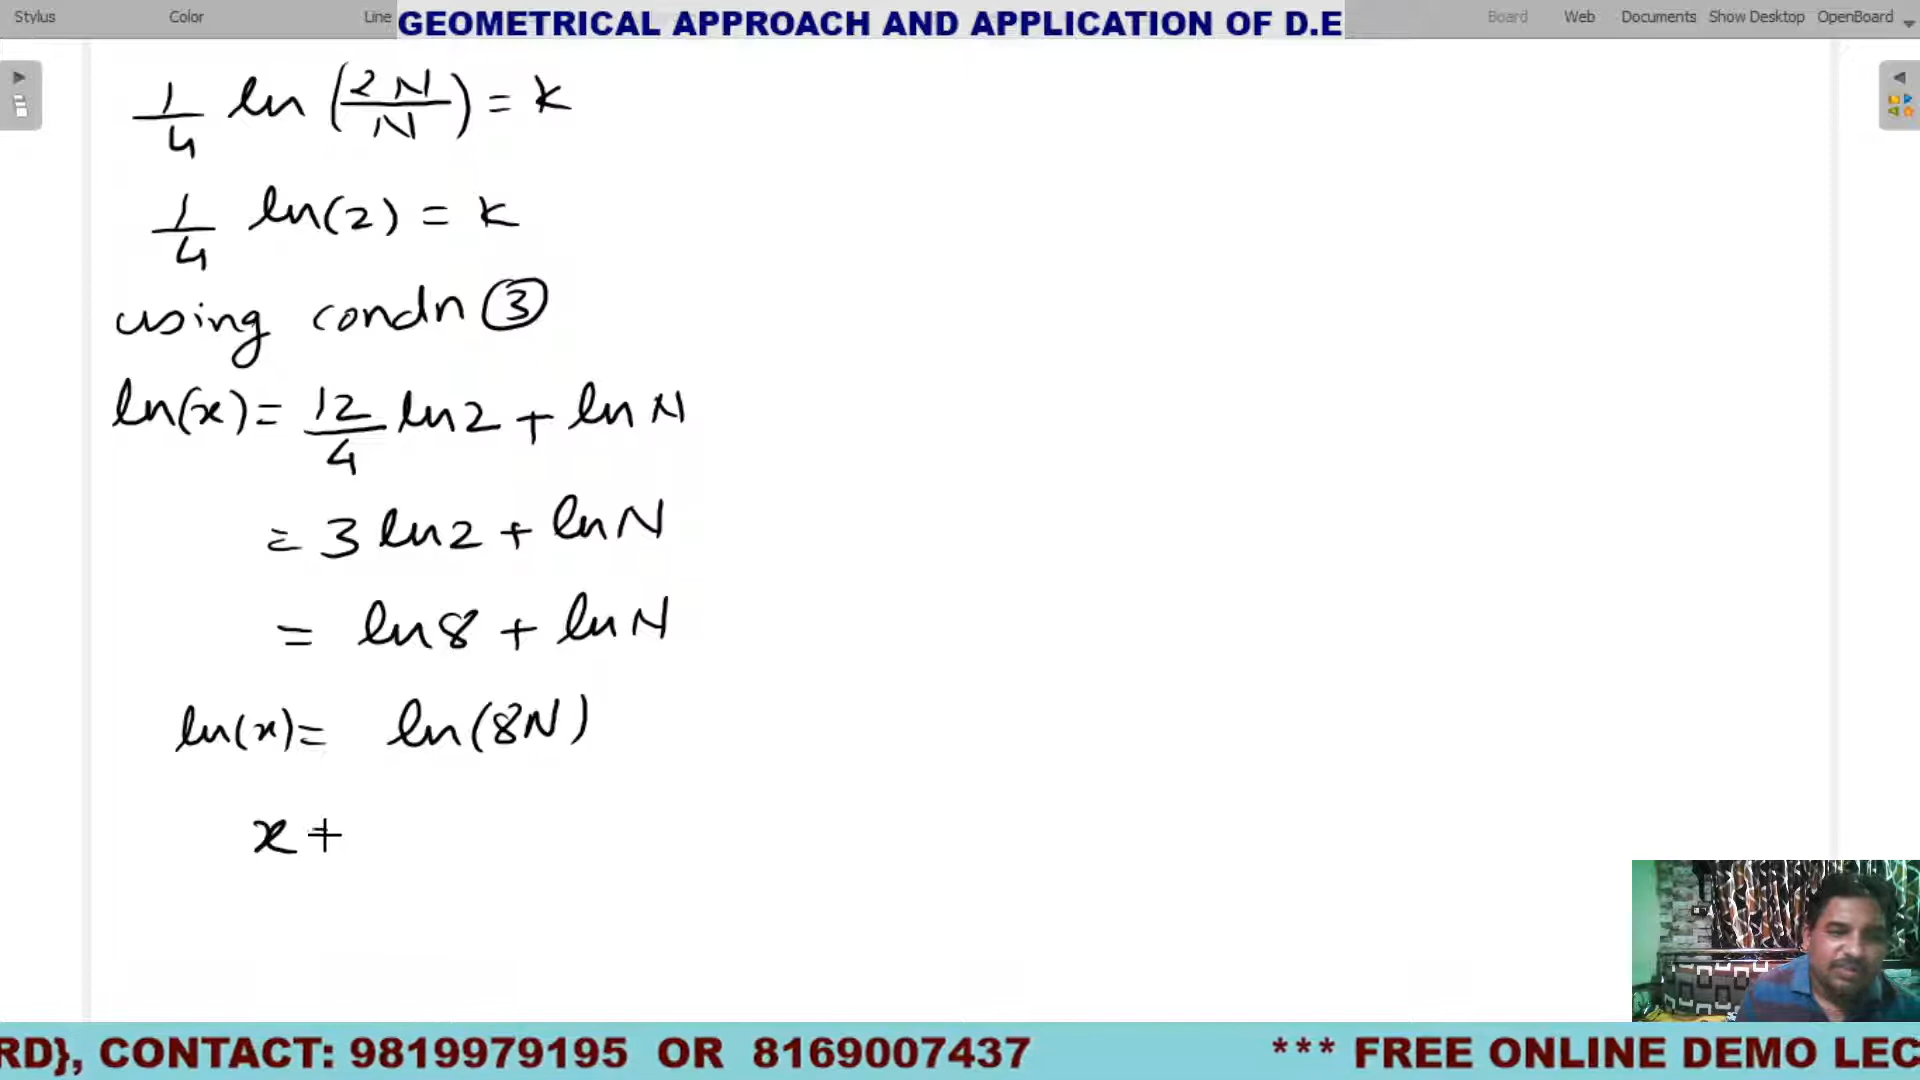 Stylus Color Line GEOMETRICAL APPROACH AND APPLICATION OF D.E Board Web Documents Show Desktop OpenBoard
1/4 ln (2N/N) = k
1/4 ln(2) = k
using condn ③
ln(x) = 12/4 ln2 + ln N
= 3 ln2 + ln N
= ln8 + ln N
ln(x) = ln(8N)
x +
RD}, CONTACT: 9819979195 OR 8169007437 *** FREE ONLINE DEMO LEC